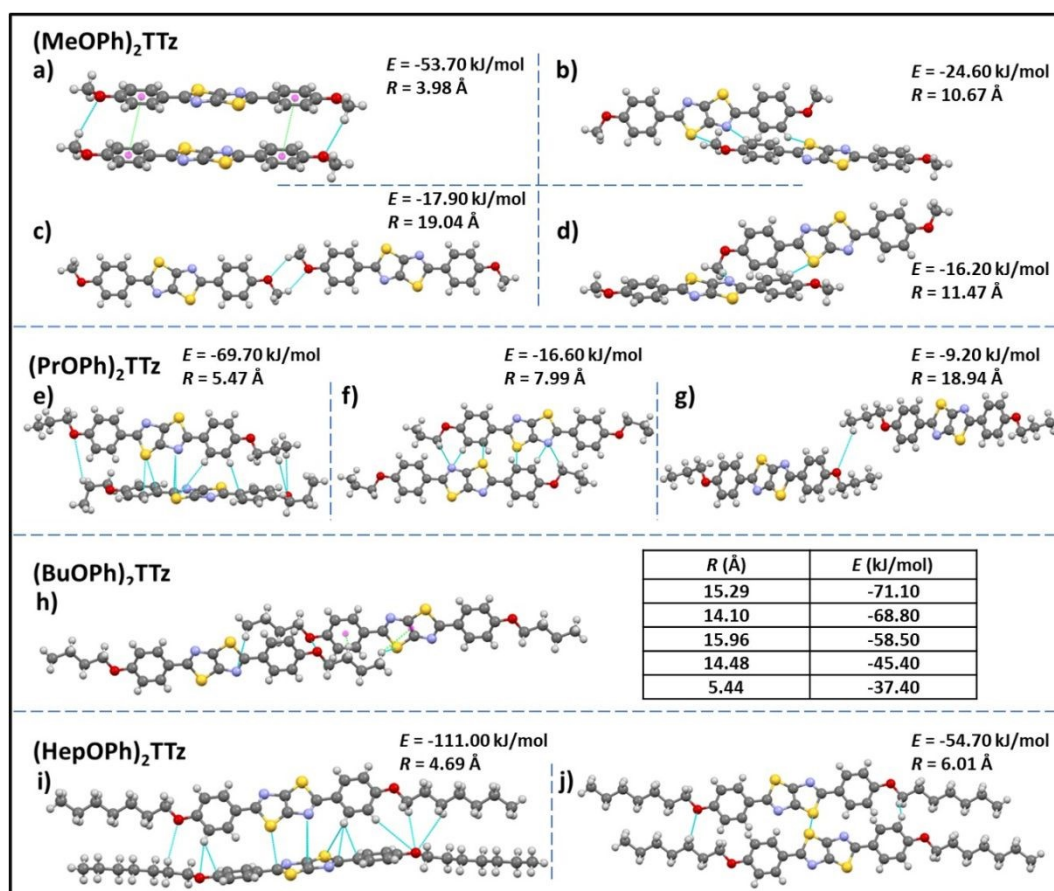 (MeOPh)₂TTz
a)
E = -53.70 kJ/mol
R = 3.98 Å
b)
E = -24.60 kJ/mol
R = 10.67 Å
c)
E = -17.90 kJ/mol
R = 19.04 Å
d)
E = -16.20 kJ/mol
R = 11.47 Å
(PrOPh)₂TTz
e)
E = -69.70 kJ/mol
R = 5.47 Å
f)
E = -16.60 kJ/mol
R = 7.99 Å
g)
E = -9.20 kJ/mol
R = 18.94 Å
(BuOPh)₂TTz
h)
R (Å) E (kJ/mol)
15.29 -71.10
14.10 -68.80
15.96 -58.50
14.48 -45.40
5.44 -37.40
(HepOPh)₂TTz
i)
E = -111.00 kJ/mol
R = 4.69 Å
j)
E = -54.70 kJ/mol
R = 6.01 Å